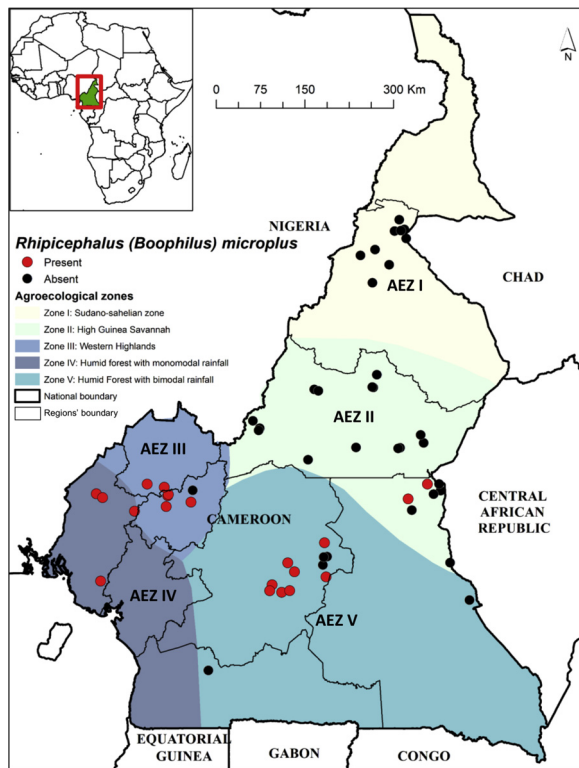 N
0 75 150 300 Km
NIGERIA
Rhipicephalus (Boophilus) microplus
Present
Absent
Agroecological zones
Zone I: Sudano-sahelian zone
Zone II: High Guinea Savannah
Zone III: Western Highlands
Zone IV: Humid forest with monomodal rainfall
Zone V: Humid Forest with bimodal rainfall
National boundary
Regions' boundary
AEZ I
CHAD
AEZ II
AEZ III
CAMEROON
CENTRAL
AFRICAN
REPUBLIC
AEZ IV
AEZ V
EQUATORIAL
GUINEA
GABON
CONGO